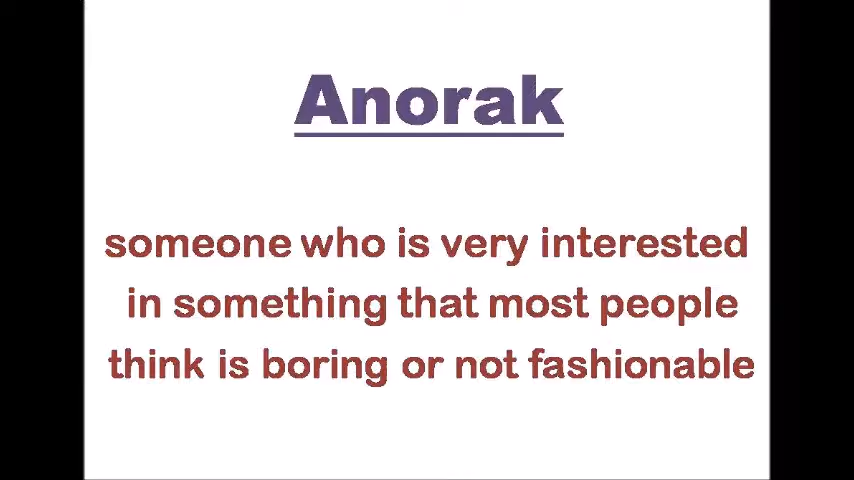 Anorak
someone who is very interested
in something that most people
think is boring or not fashionable